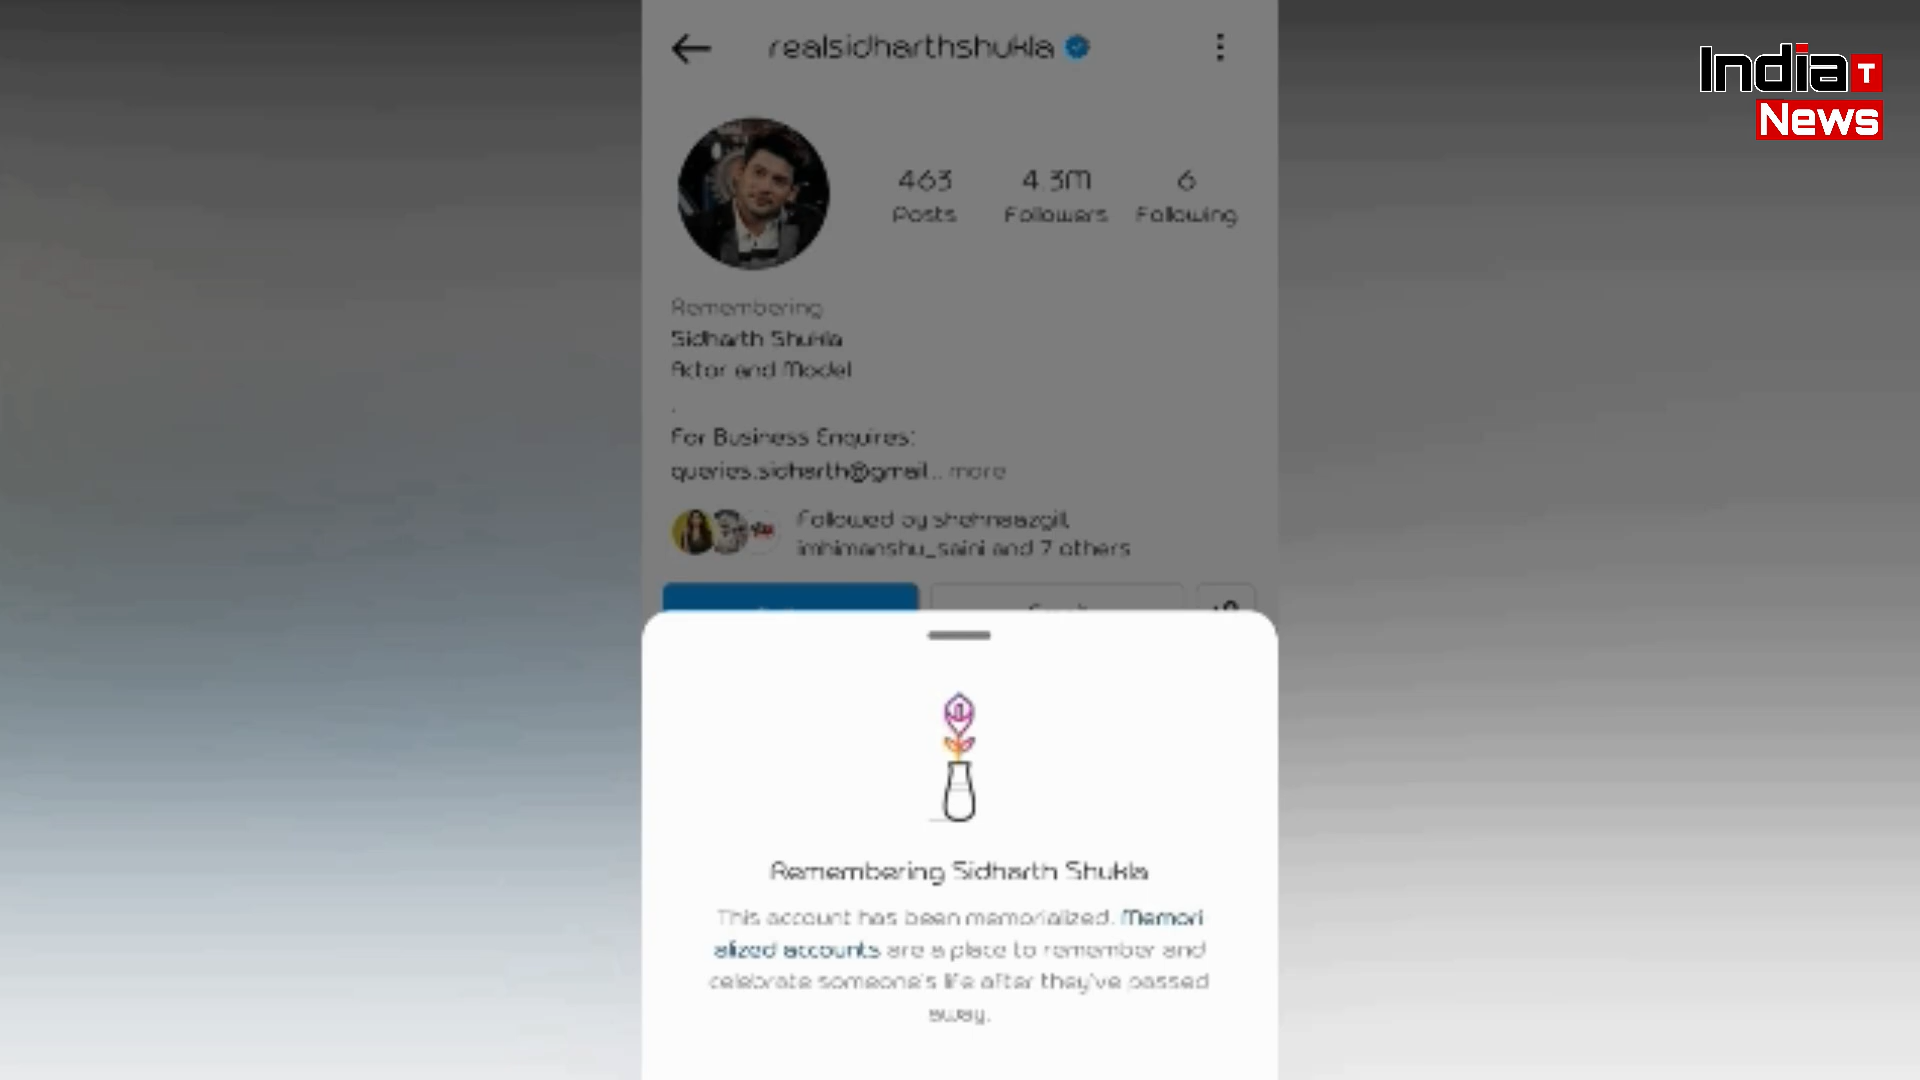 realsidharthshukla
India T
News
463
4.3M
6
Posts
Followers
Following
Remembering
Sidharth Shukla
Actor and Model
.
For Business Enquires:
queries.sidharth@gmail... more
Followed by shehnaazgill,
imhimanshu_saini and 7 others
Remembering Sidharth Shukla
This account has been memorialized. Memori
alized accounts are a place to remember and
celebrate someone's life after they've passed
away.